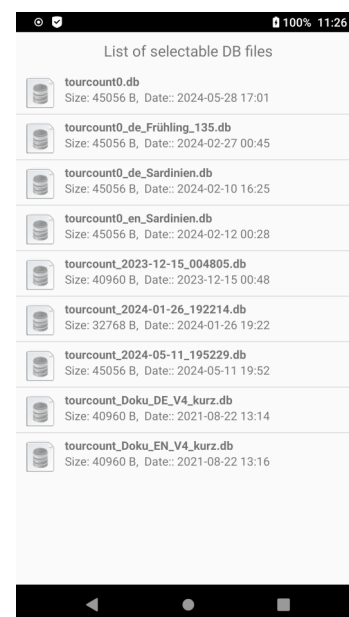 100% 11:26
List of selectable DB files
tourcount0.db
Size: 45056 B, Date:: 2024-05-28 17:01
tourcount0_de_Frühling_135.db
Size: 45056 B, Date:: 2024-02-27 00:45
tourcount0_de_Sardinien.db
Size: 45056 B, Date:: 2024-02-10 16:25
tourcount0_en_Sardinien.db
Size: 45056 B, Date:: 2024-02-12 00:28
tourcount_2023-12-15_004805.db
Size: 40960 B, Date:: 2023-12-15 00:48
tourcount_2024-01-26_192214.db
Size: 32768 B, Date:: 2024-01-26 19:22
tourcount_2024-05-11_195229.db
Size: 45056 B, Date:: 2024-05-11 19:52
tourcount_Doku_DE_V4_kurz.db
Size: 40960 B, Date:: 2021-08-22 13:14
tourcount_Doku_EN_V4_kurz.db
Size: 40960 B, Date:: 2021-08-22 13:16